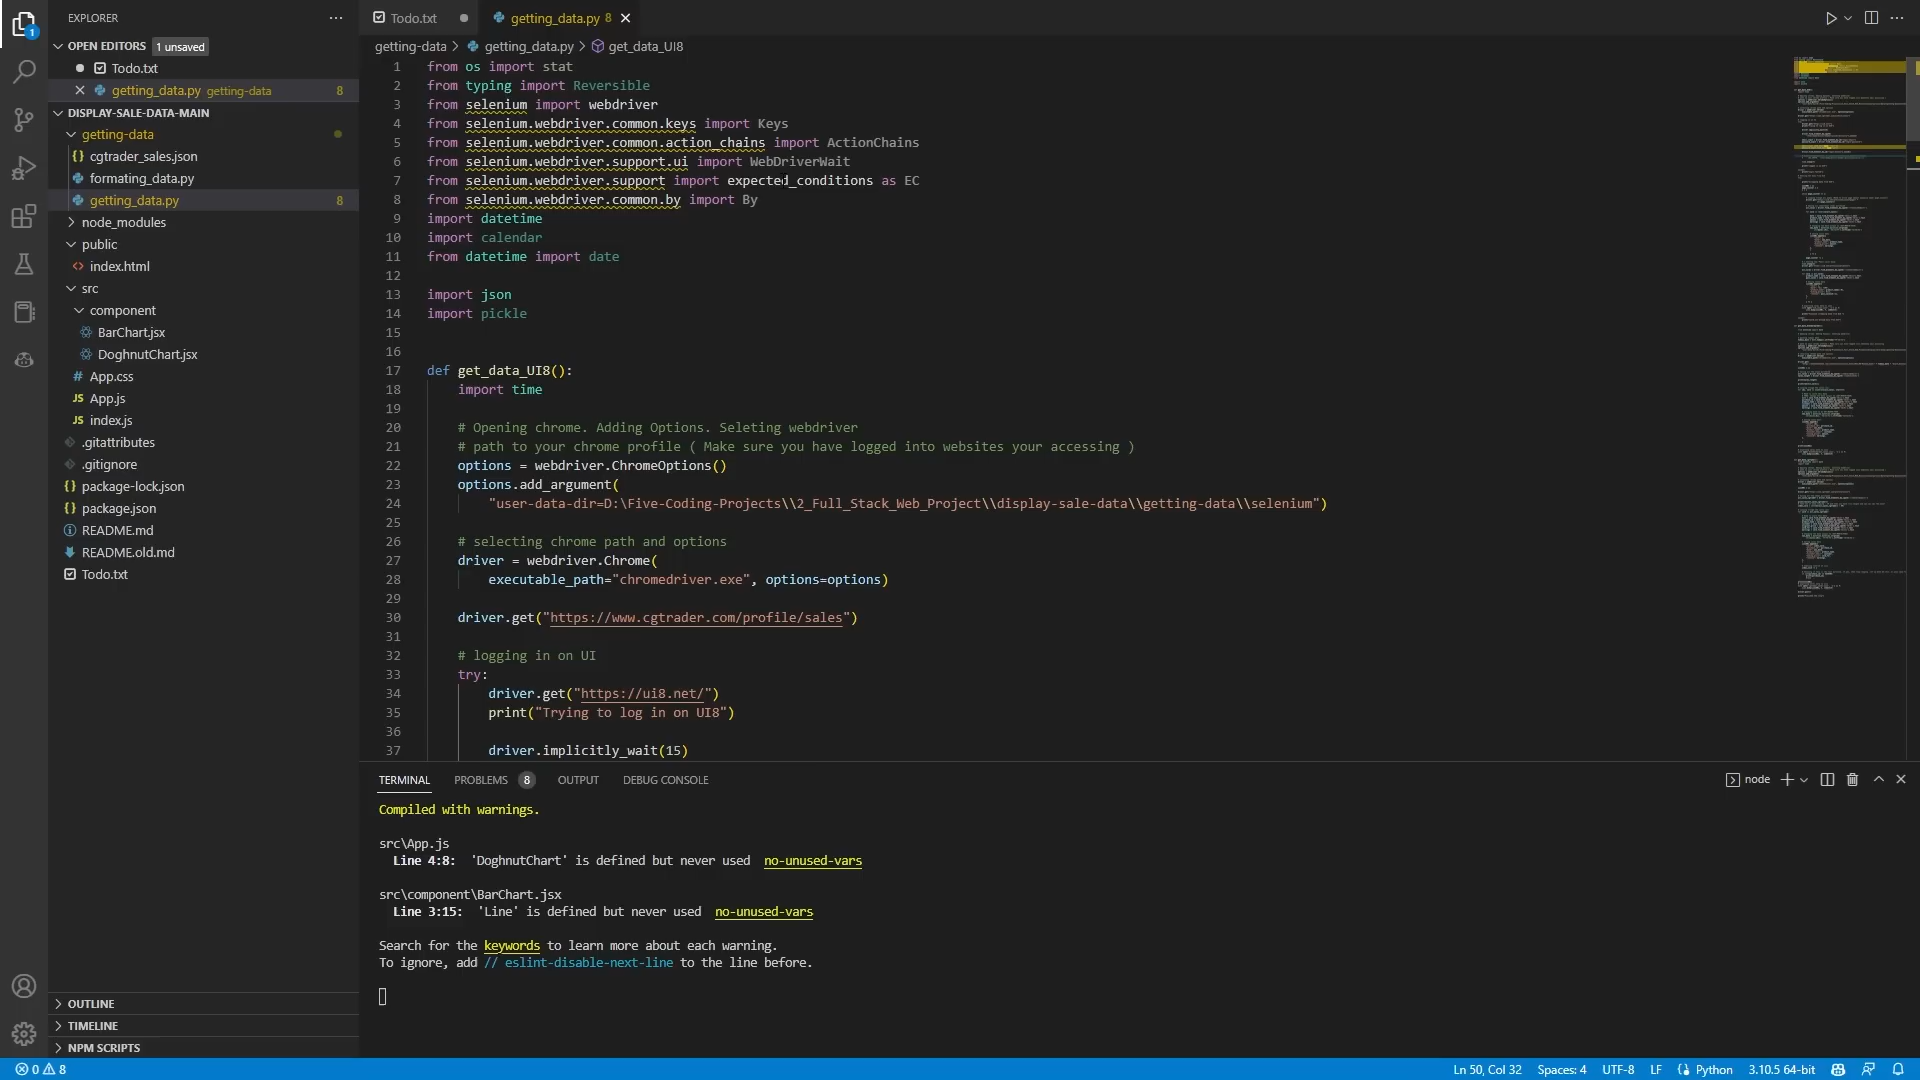 EXPLORER
OPEN EDITORS 1 unsaved
Todo.txt
getting_data.py getting-data 8
DISPLAY-SALE-DATA-MAIN
getting-data
cgtrader_sales.json
formating_data.py
getting_data.py 8
node_modules
public
index.html
src
component
BarChart.jsx
DoghnutChart.jsx
App.css
App.js
index.js
.gitattributes
.gitignore
package-lock.json
package.json
README.md
README.old.md
Todo.txt
OUTLINE
TIMELINE
NPM SCRIPTS
1
Todo.txt
getting_data.py 8
getting-data > getting_data.py > get_data_UI8
1 from os import stat
2 from typing import Reversible
3 from selenium import webdriver
4 from selenium.webdriver.common.keys import Keys
5 from selenium.webdriver.common.action_chains import ActionChains
6 from selenium.webdriver.support.ui import WebDriverWait
7 from selenium.webdriver.support import expected_conditions as EC
8 from selenium.webdriver.common.by import By
9 import datetime
10 import calendar
11 from datetime import date
12
13 import json
14 import pickle
15
16
17 def get_data_UI8():
18 import time
19
20 # Opening chrome. Adding Options. Seleting webdriver
21 # path to your chrome profile ( Make sure you have logged into websites your accessing )
22 options = webdriver.ChromeOptions()
23 options.add_argument(
24 "user-data-dir=D:\Five-Coding-Projects\\2_Full_Stack_Web_Project\\display-sale-data\\getting-data\\selenium")
25
26 # selecting chrome path and options
27 driver = webdriver.Chrome(
28 executable_path="chromedriver.exe", options=options)
29
30 driver.get("https://www.cgtrader.com/profile/sales")
31
32 # logging in on UI
33 try:
34 driver.get("https://ui8.net/")
35 print("Trying to log in on UI8")
36
37 driver.implicitly_wait(15)
TERMINAL PROBLEMS 8 OUTPUT DEBUG CONSOLE node
Compiled with warnings.
src\App.js
Line 4:8: 'DoghnutChart' is defined but never used no-unused-vars
src\component\BarChart.jsx
Line 3:15: 'Line' is defined but never used no-unused-vars
Search for the keywords to learn more about each warning.
To ignore, add // eslint-disable-next-line to the line before.
0 8 Ln 50, Col 32 Spaces: 4 UTF-8 LF Python 3.10.5 64-bit